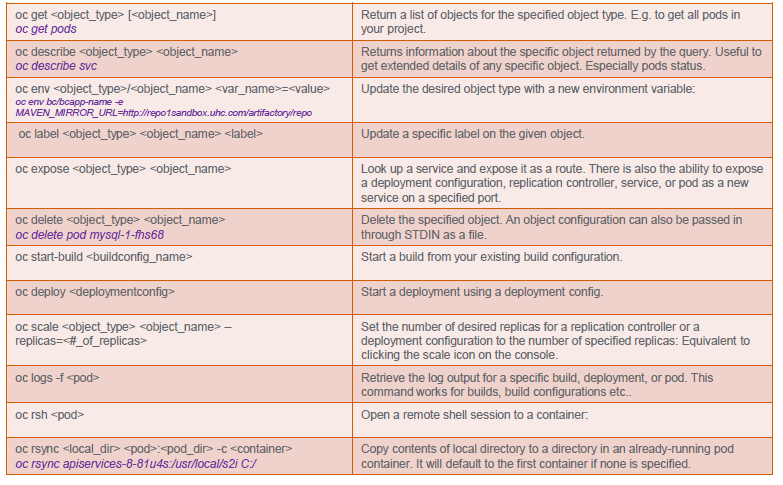 oc get <object_type> [<object_name>]
oc get pods
Return a list of objects for the specified object type. E.g. to get all pods in
your project.
oc describe <object_type> <object_name>
oc describe svc
Returns information about the specific object returned by the query. Useful to
get extended details of any specific object. Especially pods status.
oc env <object_type>/<object_name> <var_name>=<value>
oc env bc/bcapp-name -e
MAVEN_MIRROR_URL=http://repo1sandbox.uhc.com/artifactory/repo
Update the desired object type with a new environment variable:
oc label <object_type> <object_name> <label>
Update a specific label on the given object.
oc expose <object_type> <object_name>
Look up a service and expose it as a route. There is also the ability to expose
a deployment configuration, replication controller, service, or pod as a new
service on a specified port.
oc delete <object_type> <object_name>
oc delete pod mysql-1-fhs68
Delete the specified object. An object configuration can also be passed in
through STDIN as a file.
oc start-build <buildconfig_name>
Start a build from your existing build configuration.
oc deploy <deploymentconfig>
Start a deployment using a deployment config.
oc scale <object_type> <object_name> –
replicas=<#_of_replicas>
Set the number of desired replicas for a replication controller or a
deployment configuration to the number of specified replicas: Equivalent to
clicking the scale icon on the console.
oc logs -f <pod>
Retrieve the log output for a specific build, deployment, or pod. This
command works for builds, build configurations etc..
oc rsh <pod>
Open a remote shell session to a container:
oc rsync <local_dir> <pod>:<pod_dir> -c <container>
oc rsync apiservices-8-81u4s:/usr/local/s2i C:/
Copy contents of local directory to a directory in an already-running pod
container. It will default to the first container if none is specified.